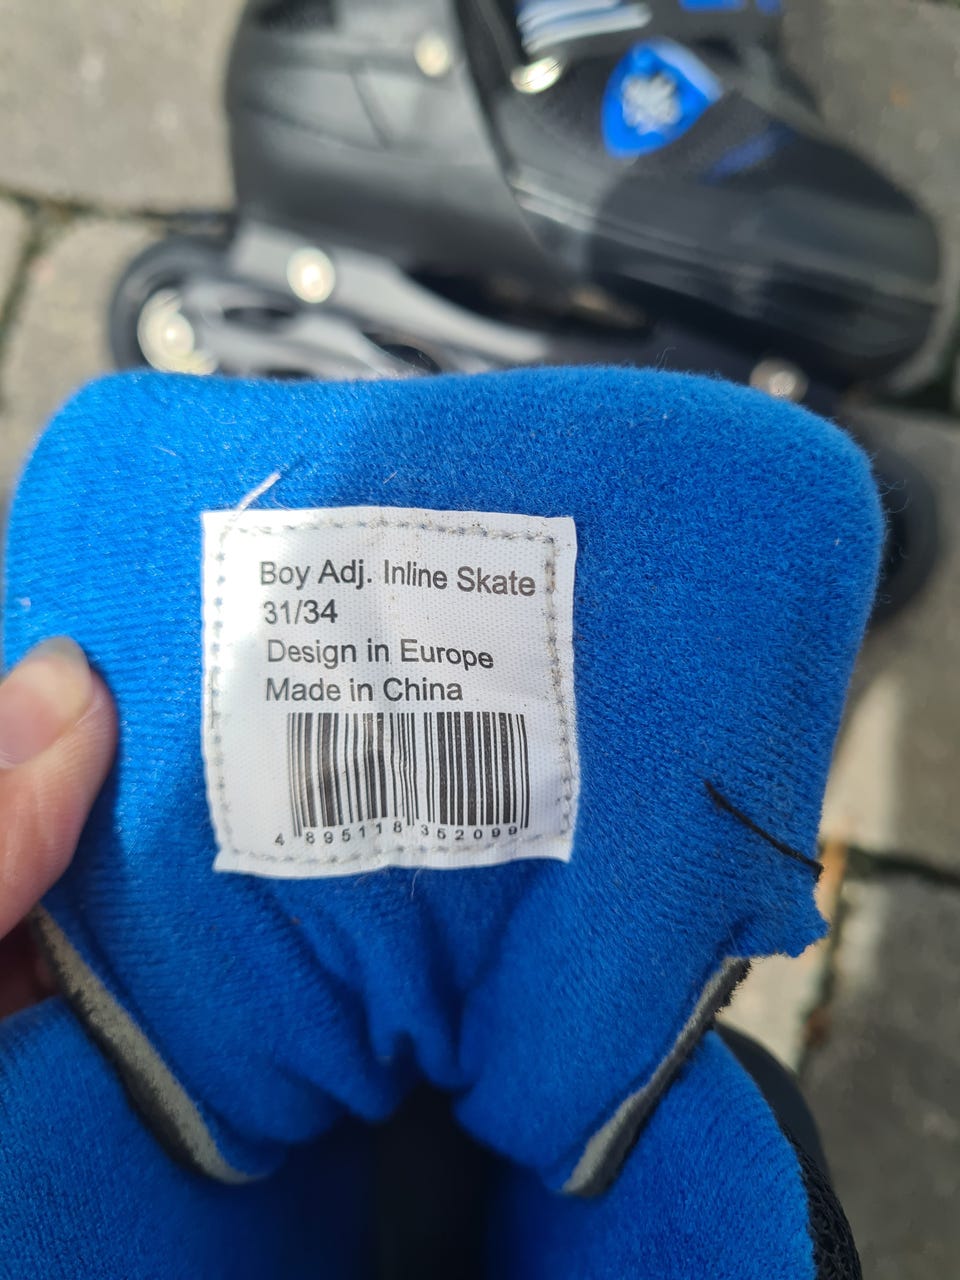 Boy Adj. Inline Skate
31/34
Design in Europe
Made in China
4 895118 352099